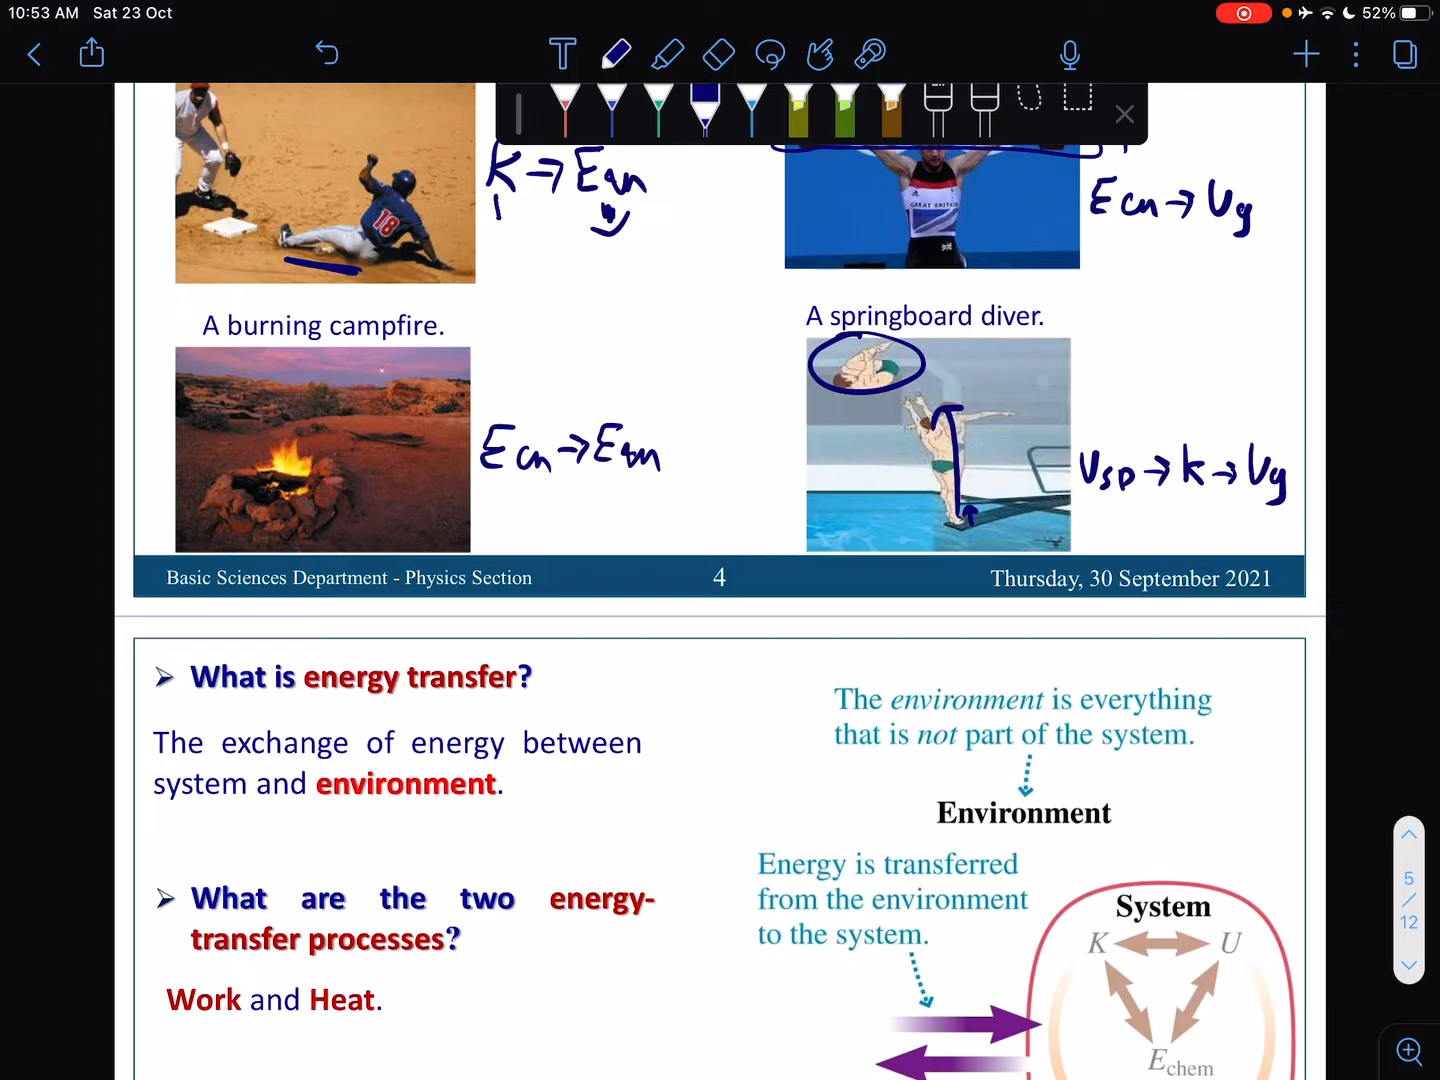 10:53 AM Sat 23 Oct
52%
K → Eth
GREAT BRITAIN
Ech → Ug
18
A burning campfire.
A springboard diver.
Ech → Eth
Usp → K → Ug
Basic Sciences Department - Physics Section
4
Thursday, 30 September 2021
➢ What is energy transfer?
The exchange of energy between
system and environment.
➢ What are the two energy-
transfer processes?
Work and Heat.
The environment is everything
that is not part of the system.
Environment
Energy is transferred
from the environment
to the system.
System
K
U
Echem
5
/
12